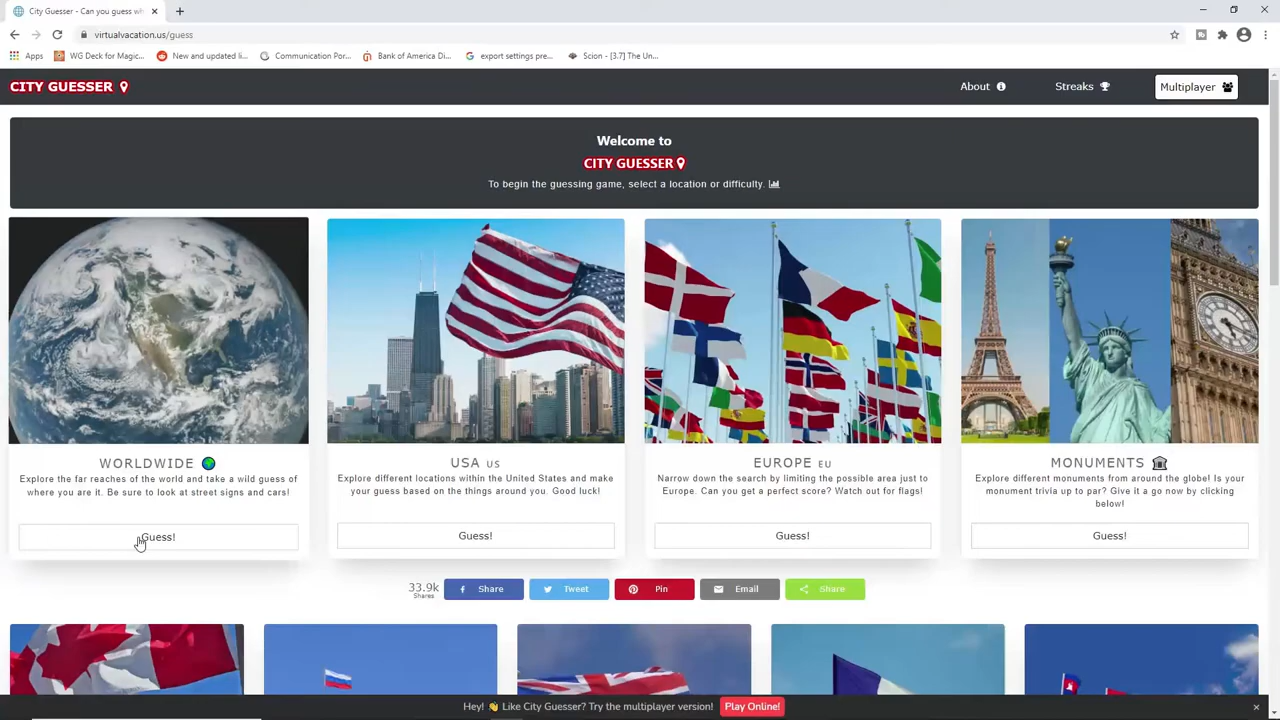 City Guesser - Can you guess wh
virtualvacation.us/guess
Apps
WG Deck for Magic...
New and updated li...
Communication Por...
Bank of America Di...
export settings pre...
Scion - [3.7] The Un...
CITY GUESSER
About
Streaks
Multiplayer
Welcome to
CITY GUESSER
To begin the guessing game, select a location or difficulty.
WORLDWIDE
Explore the far reaches of the world and take a wild guess of
where you are it. Be sure to look at street signs and cars!
Guess!
USA US
Explore different locations within the United States and make
your guess based on the things around you. Good luck!
Guess!
EUROPE EU
Narrow down the search by limiting the possible area just to
Europe. Can you get a perfect score? Watch out for flags!
Guess!
MONUMENTS
Explore different monuments from around the globe! Is your
monument trivia up to par? Give it a go now by clicking
below!
Guess!
33.9k
Shares
Share
Tweet
Pin
Email
Share
Hey! 👋 Like City Guesser? Try the multiplayer version!
Play Online!